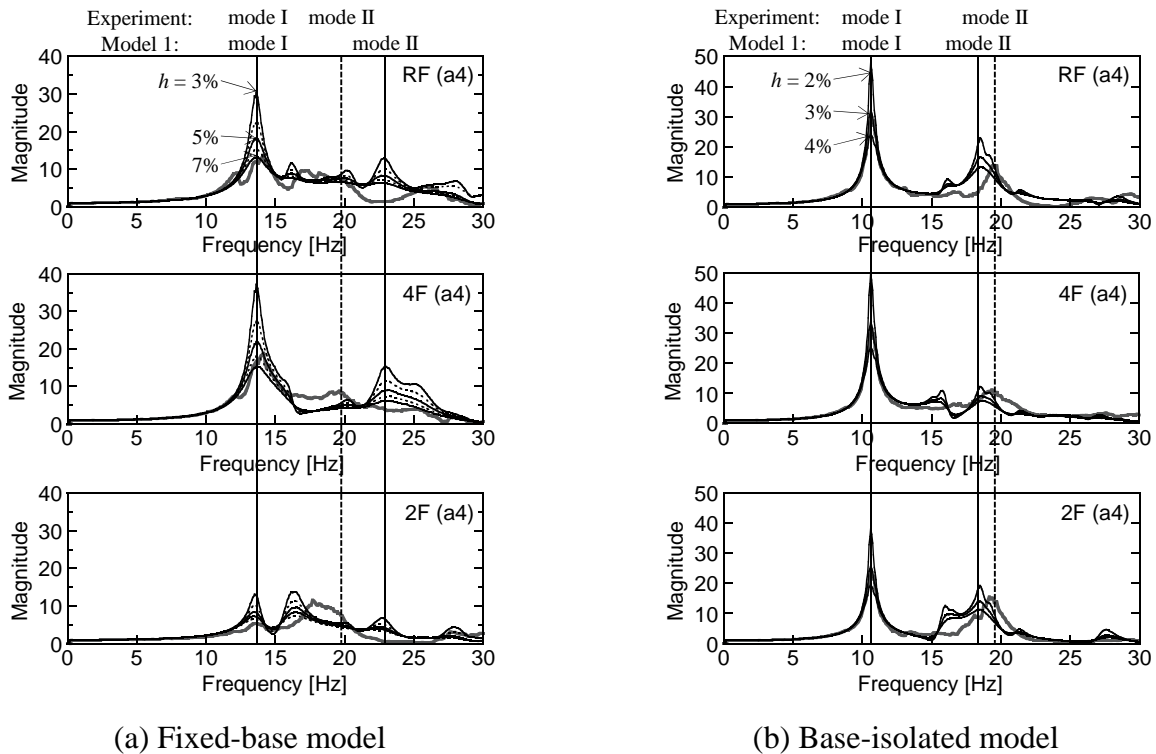 Experiment: mode I mode II
Model 1: mode I mode II
RF (a4)
h = 3%
5%
7%
Magnitude
40
30
20
10
0
0 5 10 15 20 25 30
Frequency [Hz]
4F (a4)
Magnitude
40
30
20
10
0
0 5 10 15 20 25 30
Frequency [Hz]
2F (a4)
Magnitude
40
30
20
10
0
0 5 10 15 20 25 30
Frequency [Hz]
(a) Fixed-base model
Experiment: mode I mode II
Model 1: mode I mode II
RF (a4)
h = 2%
3%
4%
Magnitude
50
40
30
20
10
0
0 5 10 15 20 25 30
Frequency [Hz]
4F (a4)
Magnitude
50
40
30
20
10
0
0 5 10 15 20 25 30
Frequency [Hz]
2F (a4)
Magnitude
50
40
30
20
10
0
0 5 10 15 20 25 30
Frequency [Hz]
(b) Base-isolated model